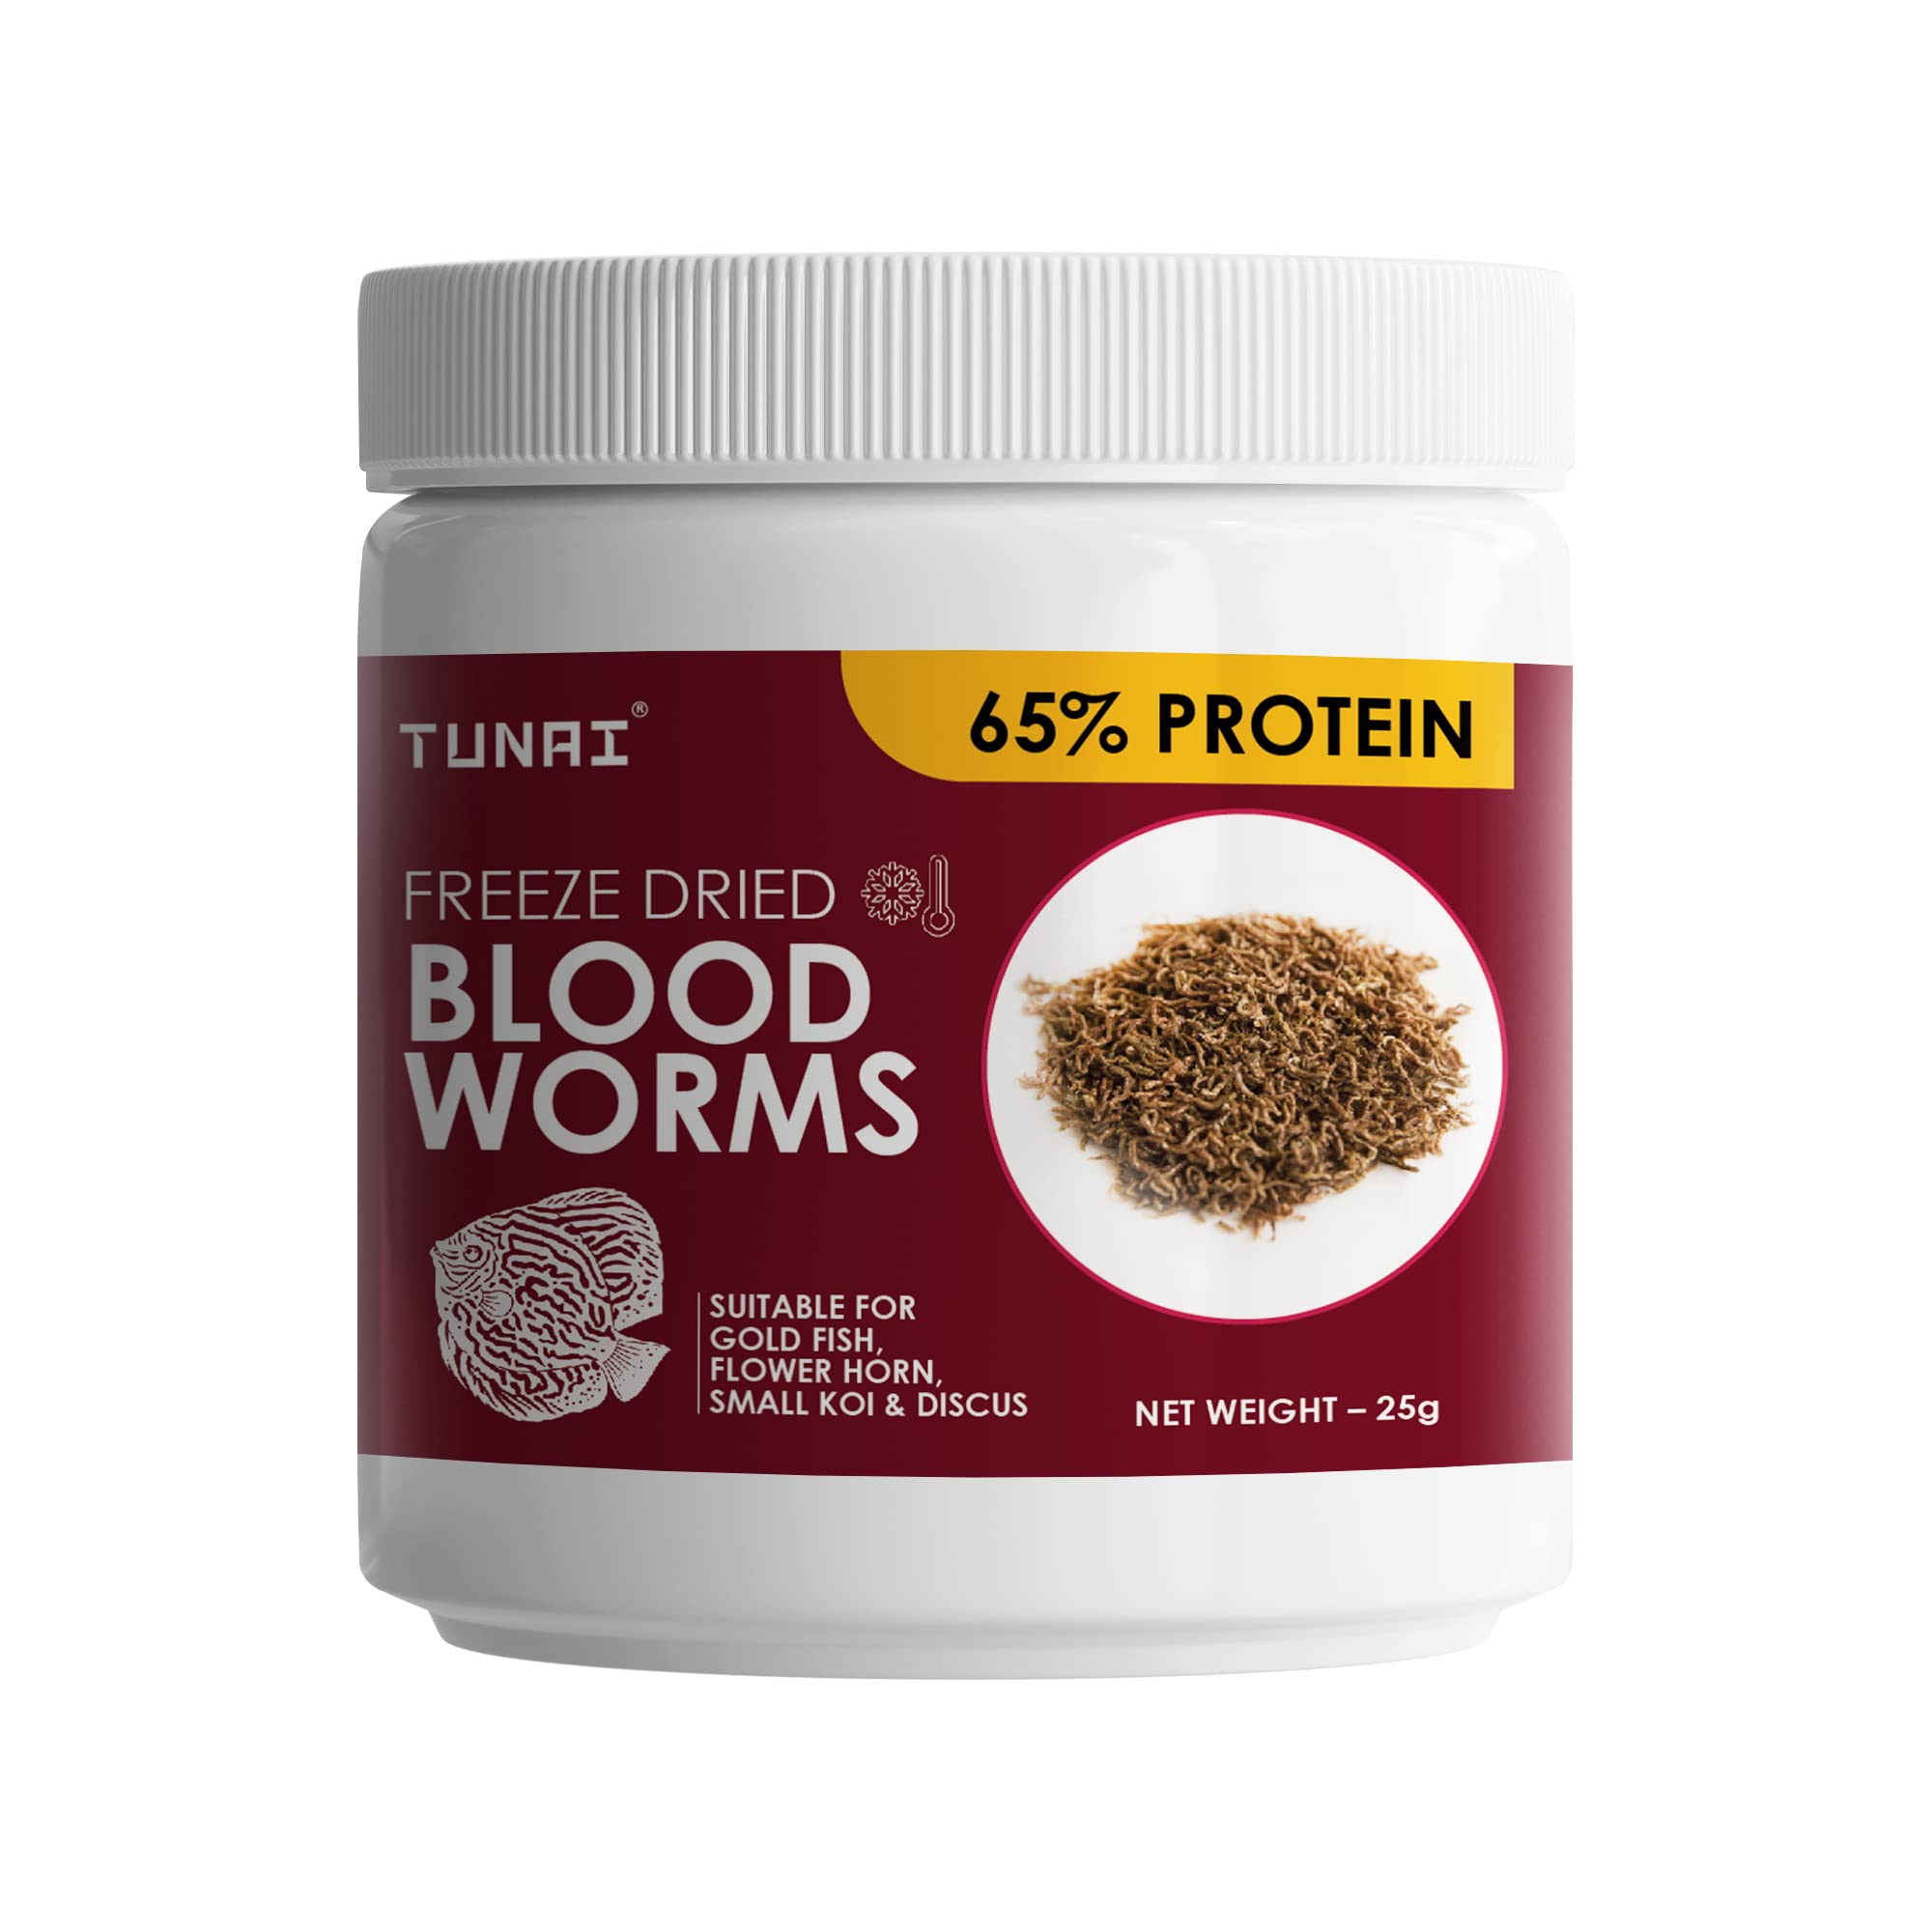 TUNAI®
65% PROTEIN
FREEZE DRIED
BLOOD
WORMS
SUITABLE FOR
GOLD FISH,
FLOWER HORN,
SMALL KOI & DISCUS
NET WEIGHT – 25g